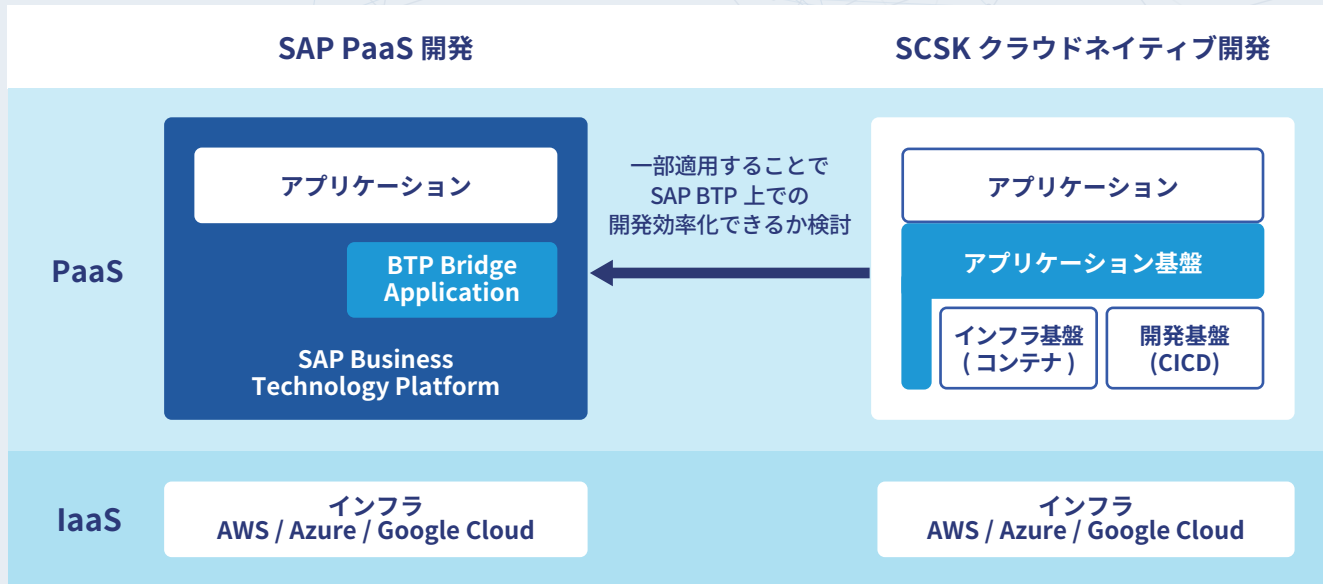 SAP PaaS 開発
SCSK クラウドネイティブ開発
PaaS
アプリケーション
BTP Bridge
Application
SAP Business
Technology Platform
一部適用することで
SAP BTP 上での
開発効率化できるか検討
アプリケーション
アプリケーション基盤
インフラ基盤
( コンテナ )
開発基盤
(CICD)
IaaS
インフラ
AWS / Azure / Google Cloud
インフラ
AWS / Azure / Google Cloud